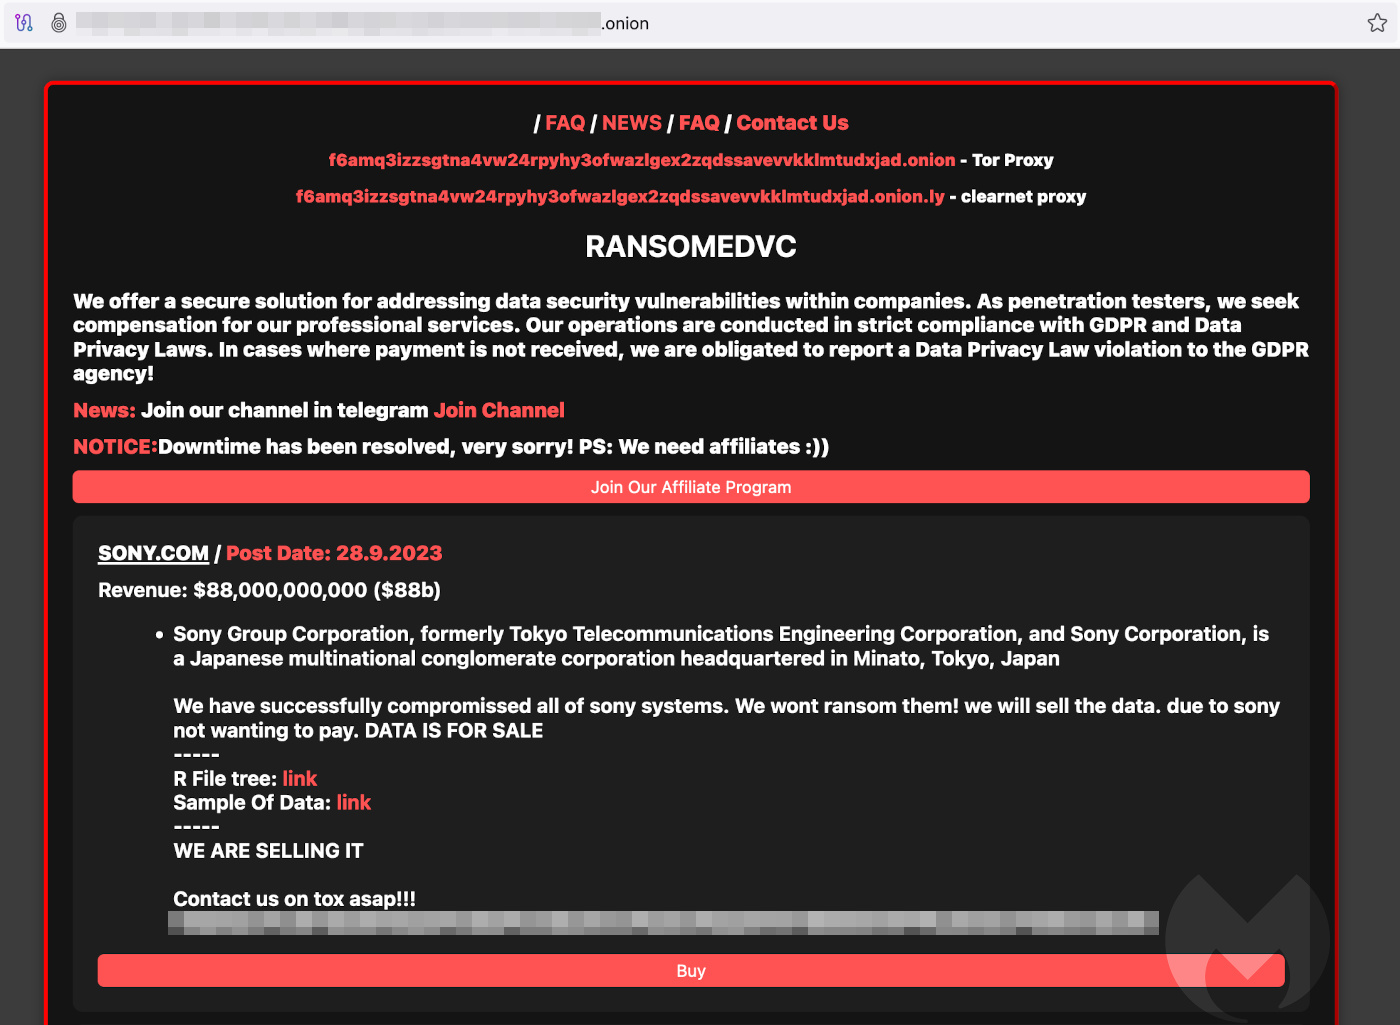 .onion
/ FAQ / NEWS / FAQ / Contact Us
f6amq3izzsgtna4vw24rpyhy3ofwazlgex2zqdssavevvkklmtudxjad.onion - Tor Proxy
f6amq3izzsgtna4vw24rpyhy3ofwazlgex2zqdssavevvkklmtudxjad.onion.ly - clearnet proxy
RANSOMEDVC
We offer a secure solution for addressing data security vulnerabilities within companies. As penetration testers, we seek
compensation for our professional services. Our operations are conducted in strict compliance with GDPR and Data
Privacy Laws. In cases where payment is not received, we are obligated to report a Data Privacy Law violation to the GDPR
agency!
News: Join our channel in telegram Join Channel
NOTICE:Downtime has been resolved, very sorry! PS: We need affiliates :))
Join Our Affiliate Program
SONY.COM / Post Date: 28.9.2023
Revenue: $88,000,000,000 ($88b)
• Sony Group Corporation, formerly Tokyo Telecommunications Engineering Corporation, and Sony Corporation, is
a Japanese multinational conglomerate corporation headquartered in Minato, Tokyo, Japan
We have successfully compromissed all of sony systems. We wont ransom them! we will sell the data. due to sony
not wanting to pay. DATA IS FOR SALE
-----
R File tree: link
Sample Of Data: link
-----
WE ARE SELLING IT
Contact us on tox asap!!!
Buy